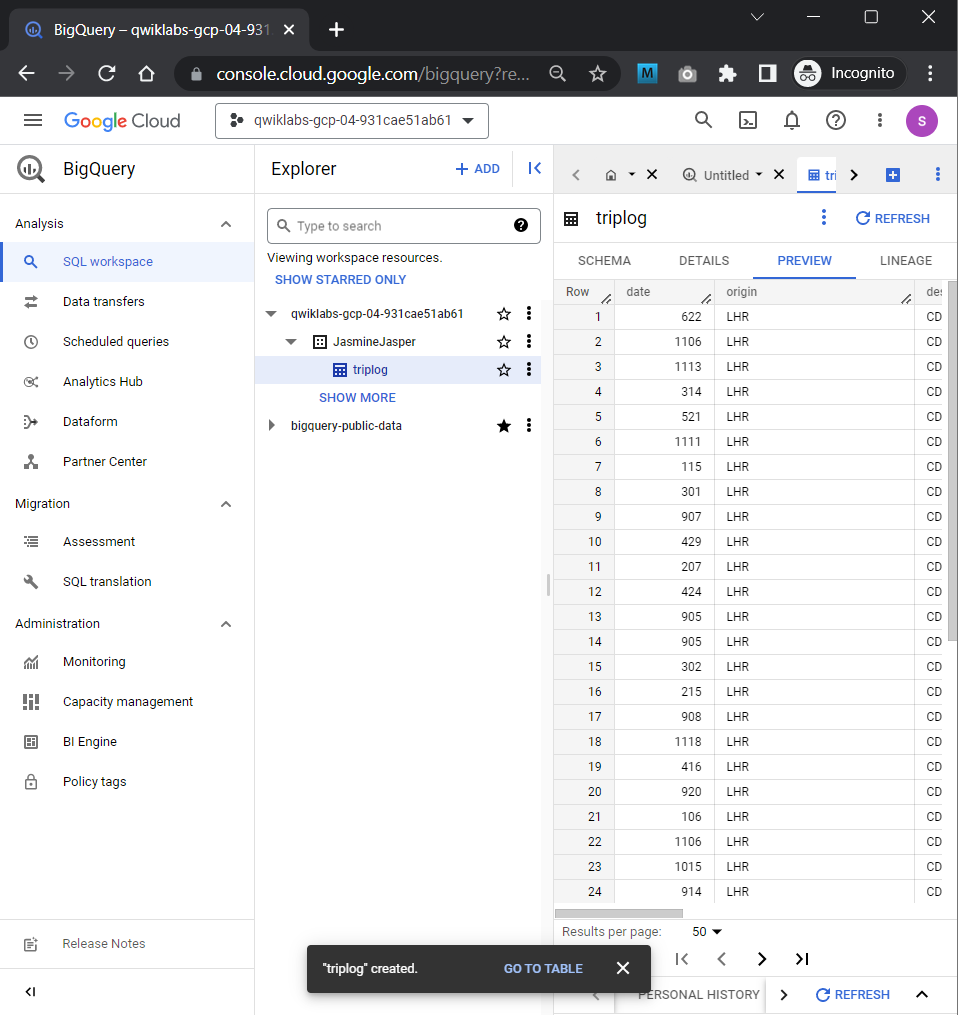 BigQuery – qwiklabs-gcp-04-931
console.cloud.google.com/bigquery?re...
M
Incognito
Google Cloud
qwiklabs-gcp-04-931cae51ab61
S
BigQuery
Analysis
SQL workspace
Data transfers
Scheduled queries
Analytics Hub
Dataform
Partner Center
Migration
Assessment
SQL translation
Administration
Monitoring
Capacity management
BI Engine
Policy tags
Release Notes
Explorer
ADD
Type to search
Viewing workspace resources.
SHOW STARRED ONLY
qwiklabs-gcp-04-931cae51ab61
JasmineJasper
triplog
SHOW MORE
bigquery-public-data
Untitled
tri
triplog
REFRESH
SCHEMA DETAILS PREVIEW LINEAGE
Row date origin des
1 622 LHR CD
2 1106 LHR CD
3 1113 LHR CD
4 314 LHR CD
5 521 LHR CD
6 1111 LHR CD
7 115 LHR CD
8 301 LHR CD
9 907 LHR CD
10 429 LHR CD
11 207 LHR CD
12 424 LHR CD
13 905 LHR CD
14 905 LHR CD
15 302 LHR CD
16 215 LHR CD
17 908 LHR CD
18 1118 LHR CD
19 416 LHR CD
20 920 LHR CD
21 106 LHR CD
22 1106 LHR CD
23 1015 LHR CD
24 914 LHR CD
Results per page: 50
"triplog" created. GO TO TABLE
PERSONAL HISTORY
REFRESH